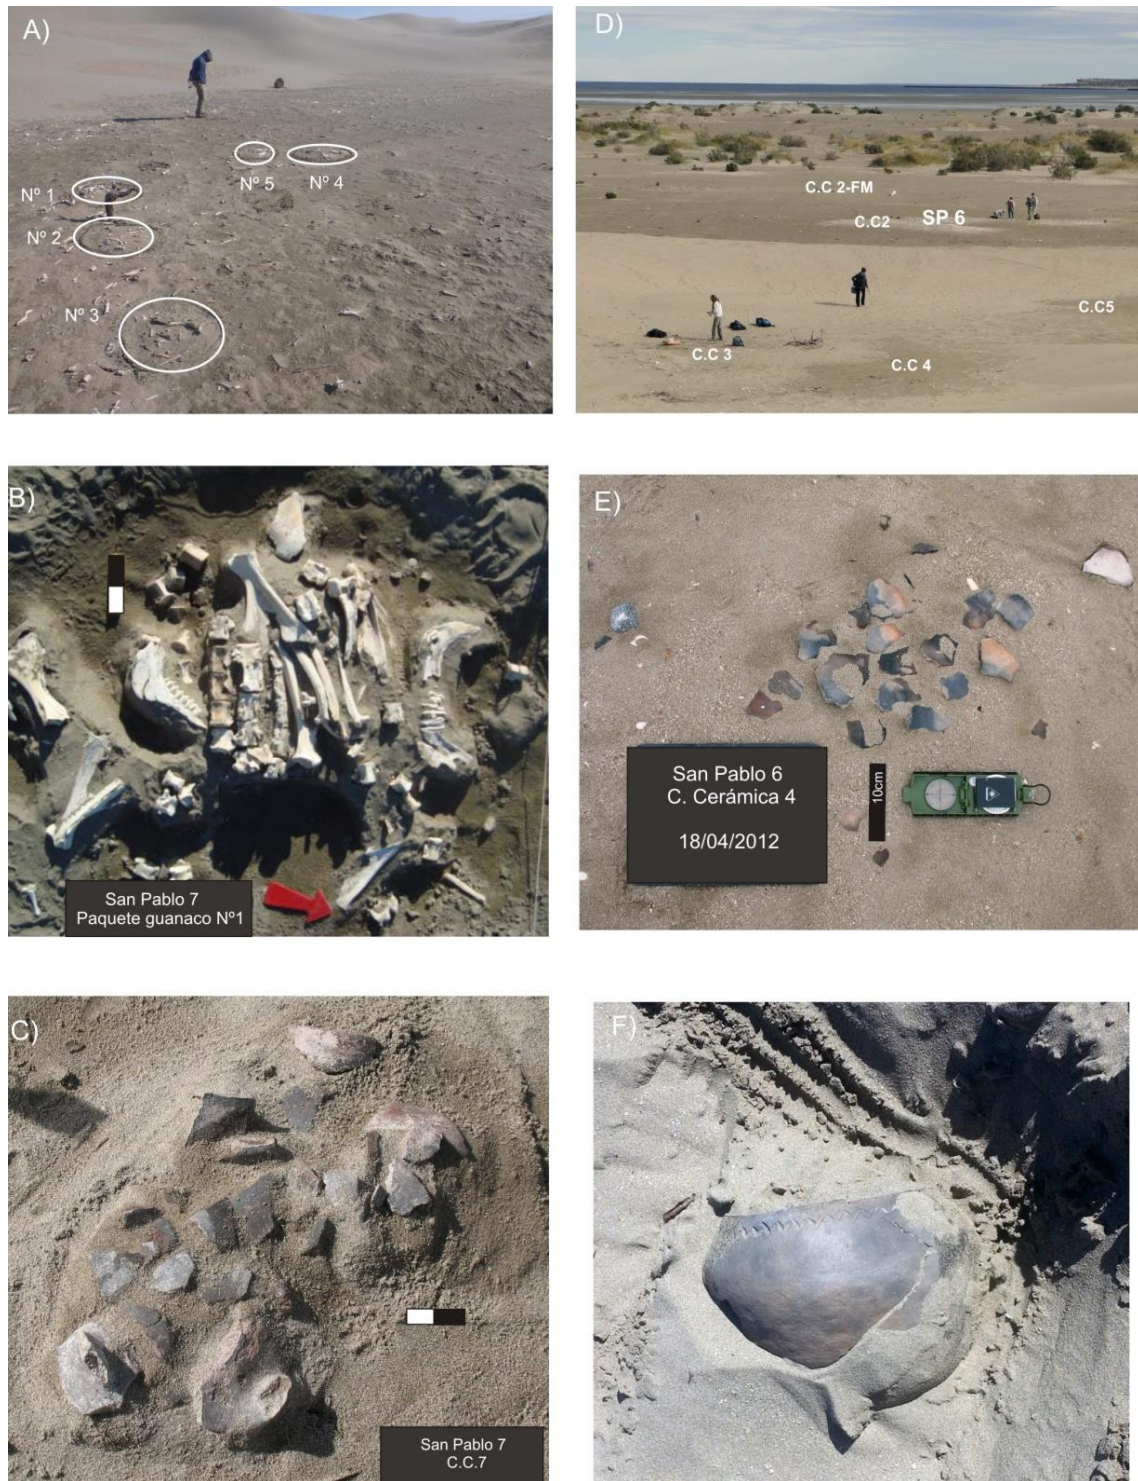 A)
Nº 1
Nº 2
Nº 3
Nº 5
Nº 4
D)
C.C 2-FM
C.C2
SP 6
C.C5
C.C 3
C.C 4
B)
San Pablo 7
Paquete guanaco Nº1
E)
San Pablo 6
C. Cerámica 4
18/04/2012
10cm
C)
San Pablo 7
C.C.7
F)